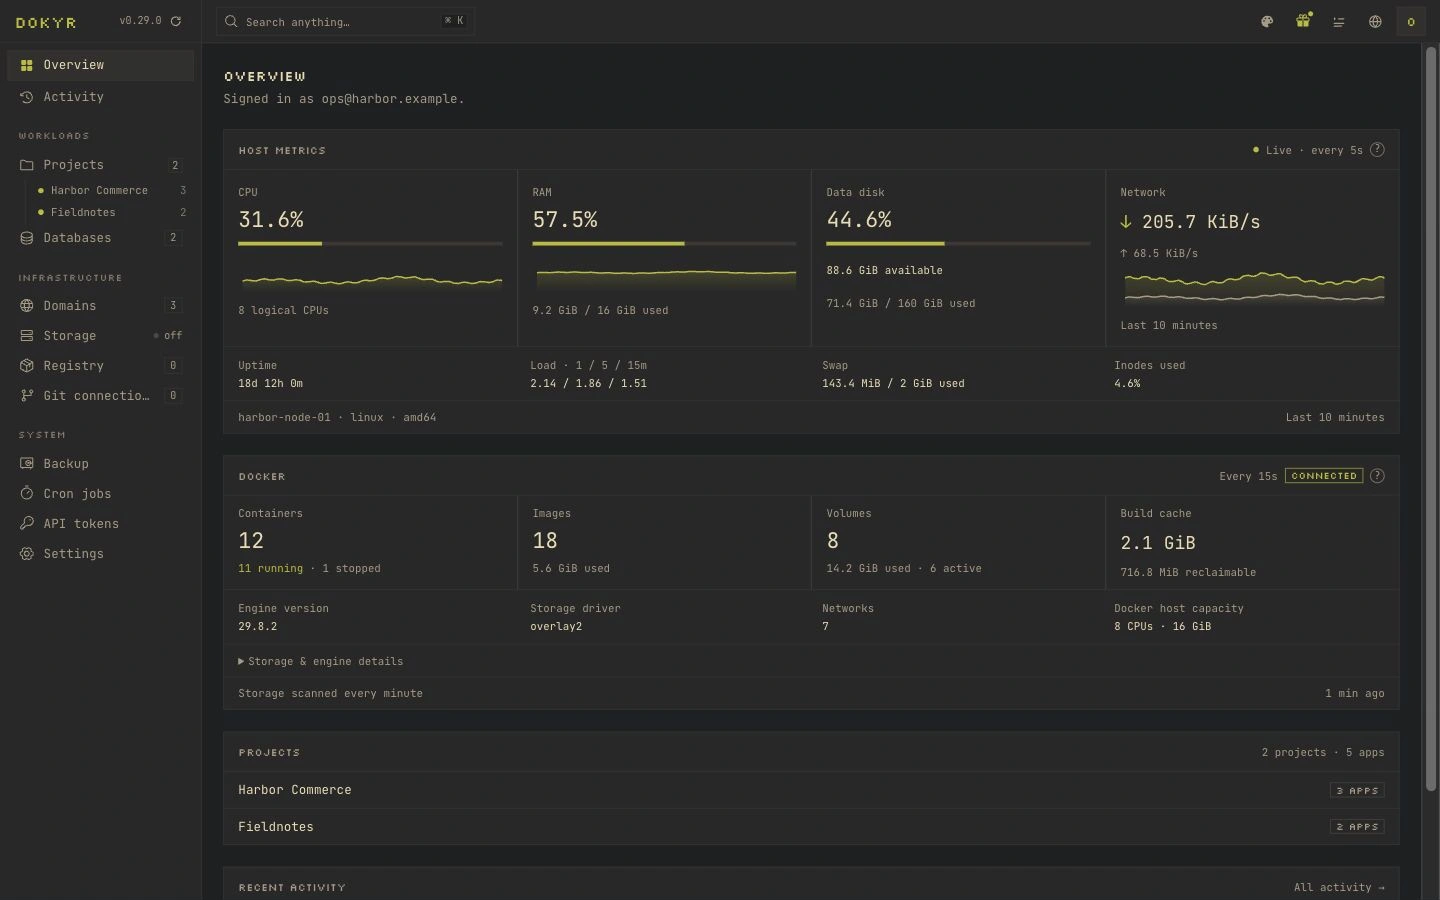 DOKYR
v0.29.0
Search anything…
⌘ K
O
Overview
Activity
WORKLOADS
Projects 2
Harbor Commerce 3
Fieldnotes 2
Databases 2
INFRASTRUCTURE
Domains 3
Storage off
Registry 0
Git connectio… 0
SYSTEM
Backup
Cron jobs
API tokens
Settings
OVERVIEW
Signed in as ops@harbor.example.
HOST METRICS
Live · every 5s ?
CPU
31.6%
8 logical CPUs
RAM
57.5%
9.2 GiB / 16 GiB used
Data disk
44.6%
88.6 GiB available
71.4 GiB / 160 GiB used
Network
↓ 205.7 KiB/s
↑ 68.5 KiB/s
Last 10 minutes
Uptime
18d 12h 0m
Load · 1 / 5 / 15m
2.14 / 1.86 / 1.51
Swap
143.4 MiB / 2 GiB used
Inodes used
4.6%
harbor-node-01 · linux · amd64
Last 10 minutes
DOCKER
Every 15s CONNECTED ?
Containers
12
11 running · 1 stopped
Images
18
5.6 GiB used
Volumes
8
14.2 GiB used · 6 active
Build cache
2.1 GiB
716.8 MiB reclaimable
Engine version
29.8.2
Storage driver
overlay2
Networks
7
Docker host capacity
8 CPUs · 16 GiB
▶ Storage & engine details
Storage scanned every minute
1 min ago
PROJECTS
2 projects · 5 apps
Harbor Commerce
3 APPS
Fieldnotes
2 APPS
RECENT ACTIVITY
All activity →